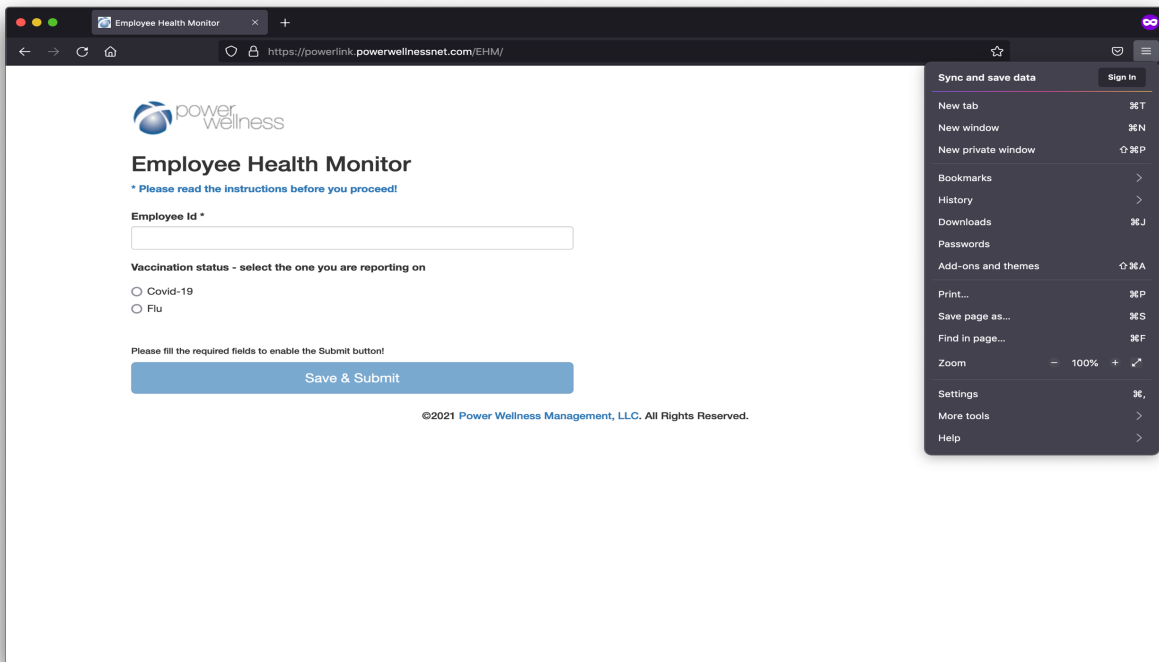 Employee Health Monitor
https://powerlink.powerwellnessnet.com/EHM/
power
wellness
Employee Health Monitor
* Please read the instructions before you proceed!
Employee Id *
Vaccination status - select the one you are reporting on
Covid-19
Flu
Please fill the required fields to enable the Submit button!
Save & Submit
©2021 Power Wellness Management, LLC. All Rights Reserved.
Sync and save data Sign In
New tab ⌘T
New window ⌘N
New private window ⇧⌘P
Bookmarks
History
Downloads ⌘J
Passwords
Add-ons and themes ⇧⌘A
Print... ⌘P
Save page as... ⌘S
Find in page... ⌘F
Zoom − 100% +
Settings ⌘,
More tools
Help